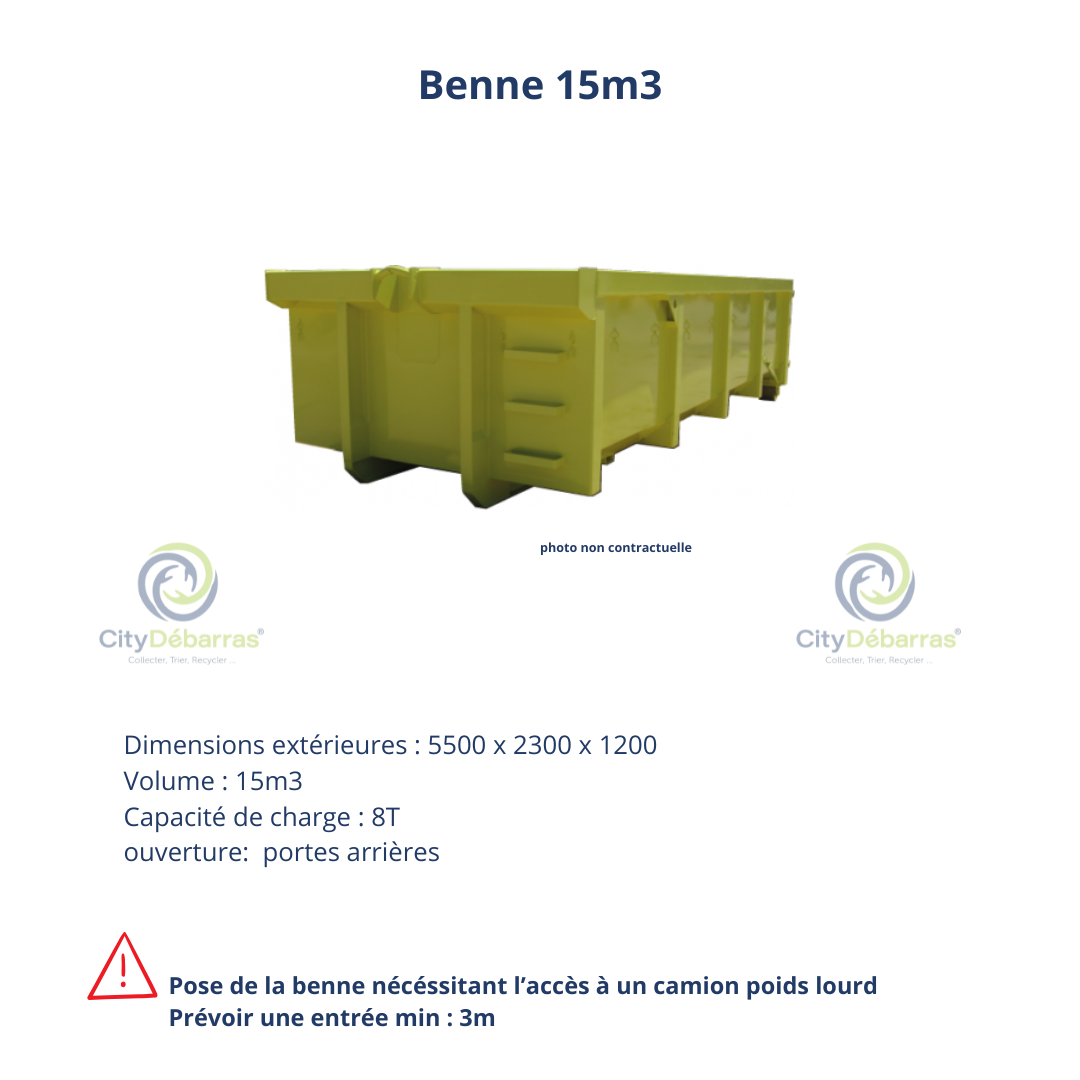 Benne 15m3
photo non contractuelle
CityDébarras®
Collecter, Trier, Recycler ...
CityDébarras®
Collecter, Trier, Recycler ...
Dimensions extérieures : 5500 x 2300 x 1200
Volume : 15m3
Capacité de charge : 8T
ouverture:  portes arrières
Pose de la benne nécéssitant l’accès à un camion poids lourd
Prévoir une entrée min : 3m